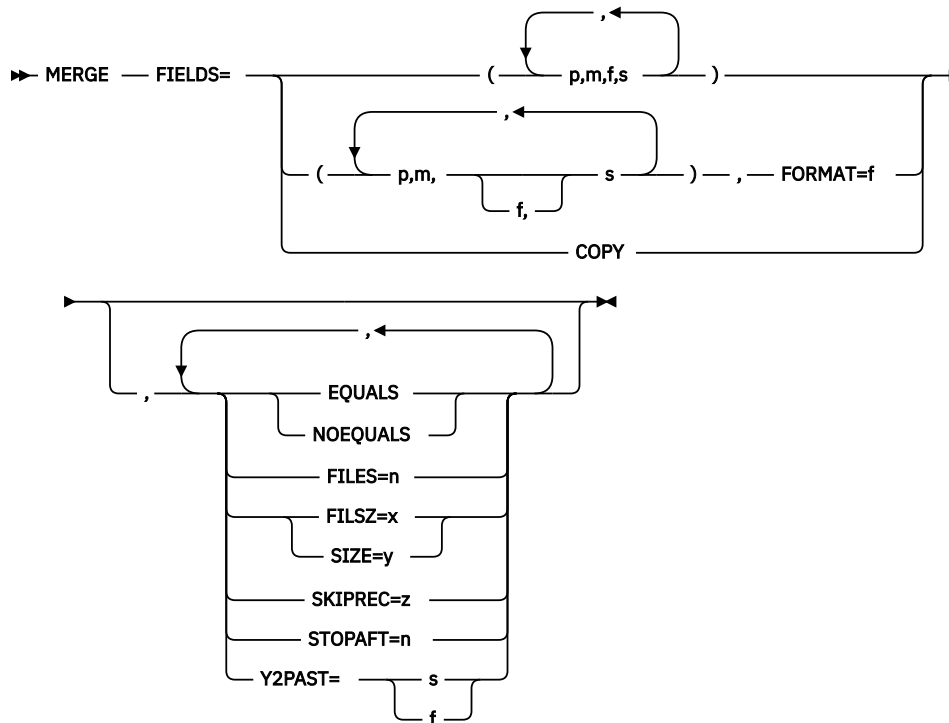 ,
MERGE FIELDS= ( p,m,f,s )
,
( p,m, s ) , FORMAT=f
f,
COPY
,
, EQUALS
NOEQUALS
FILES=n
FILSZ=x
SIZE=y
SKIPREC=z
STOPAFT=n
Y2PAST= s
f